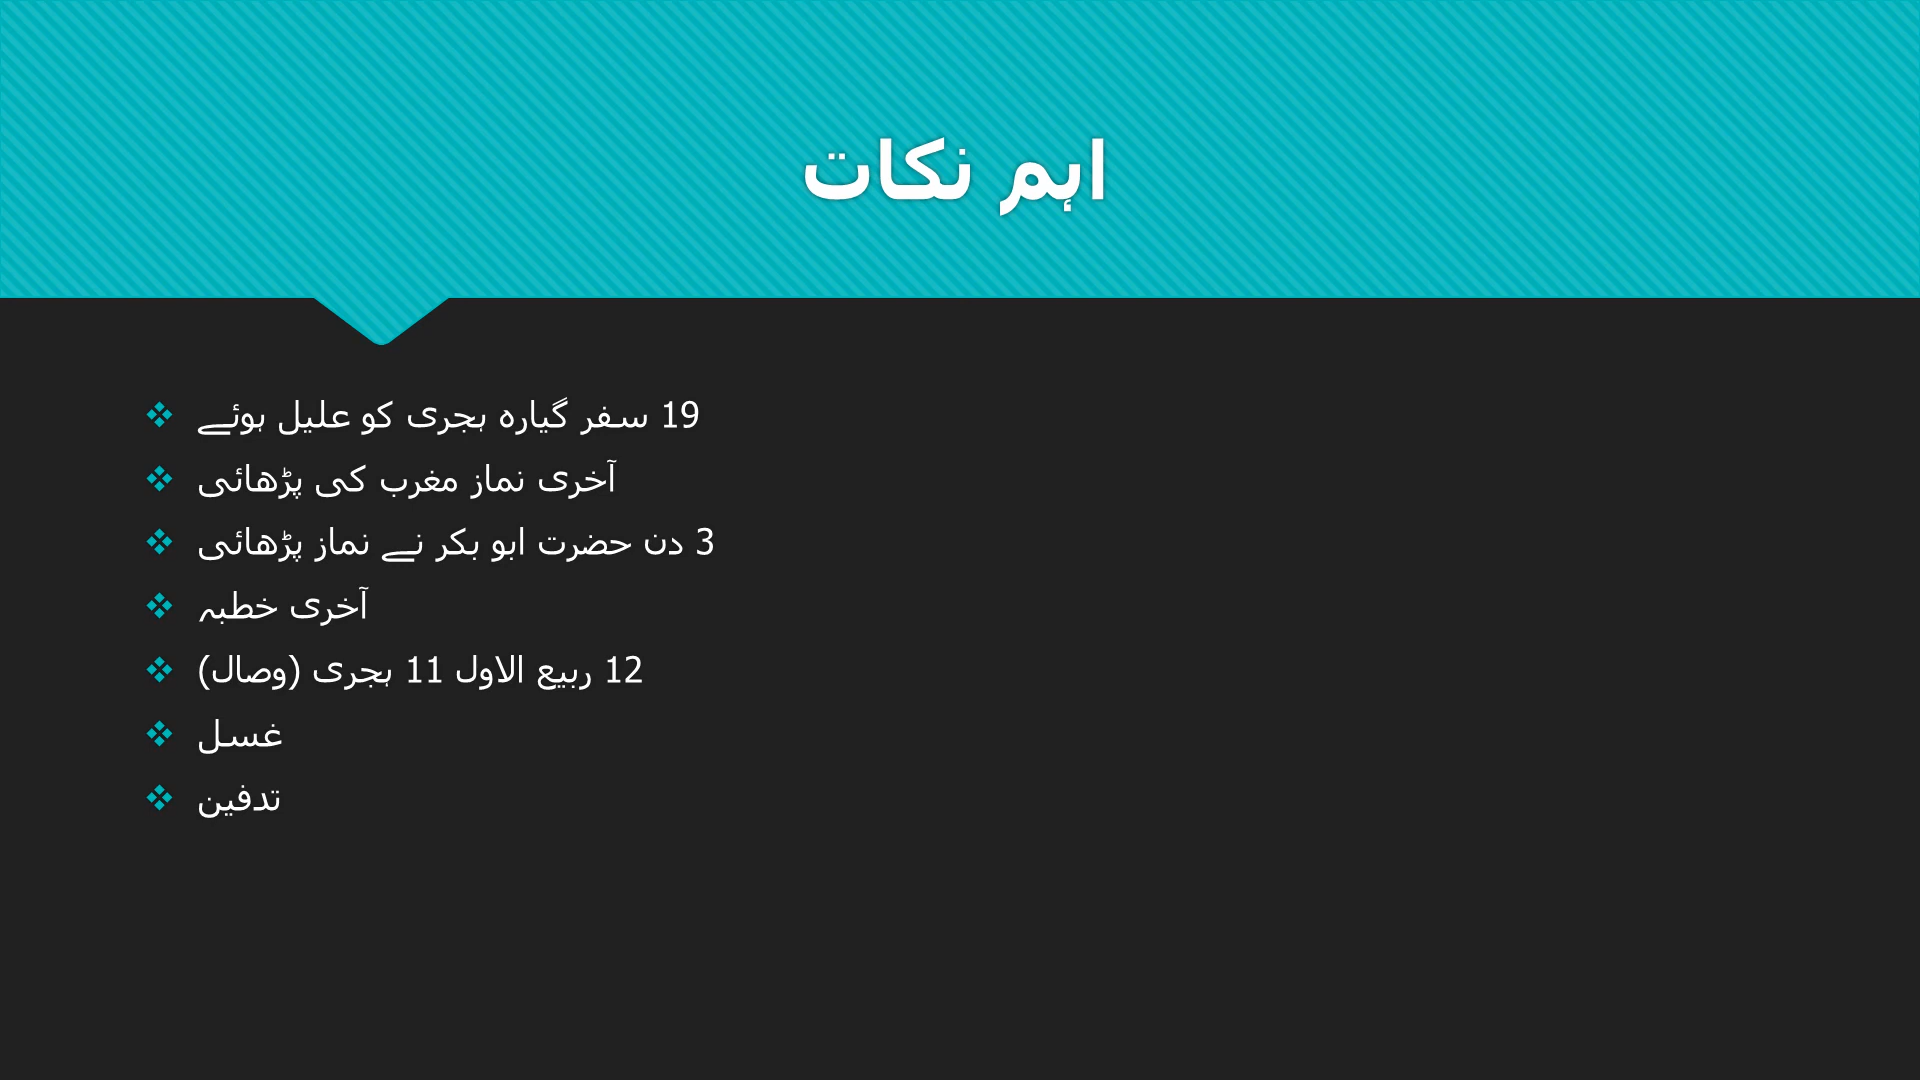 اہم نکات
19 سفر گیارہ ہجری کو علیل ہوئے
آخری نماز مغرب کی پڑھائی
3 دن حضرت ابو بکر نے نماز پڑھائی
آخری خطبہ
12 ربیع الاول 11 ہجری (وصال)
غسل
تدفین